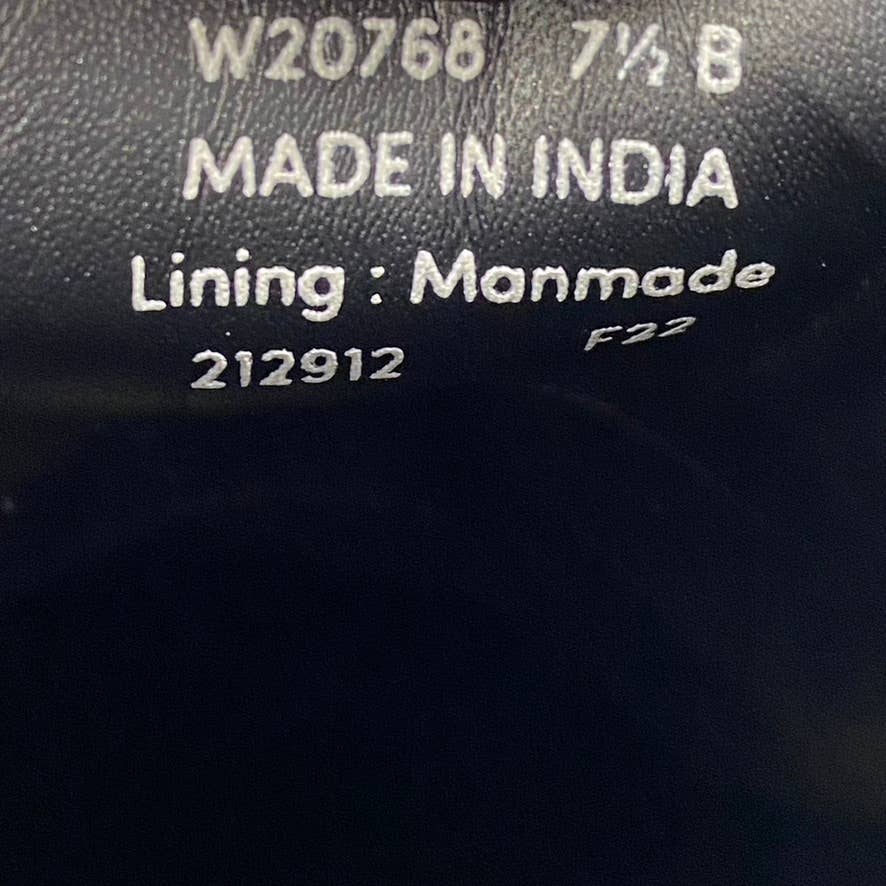 W20768 7½ B
MADE IN INDIA
Lining : Manmade
F22
212912